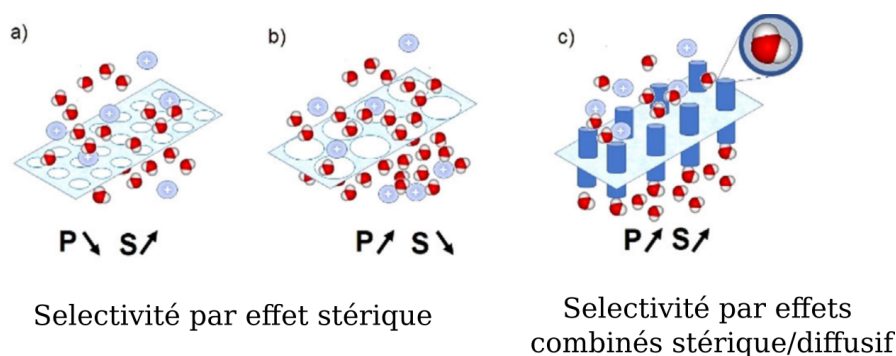 a)
b)
c)
P ↘ S ↗
P ↗ S ↘
P ↗ S ↗
Selectivité par effet stérique
Selectivité par effets
combinés stérique/diffusif